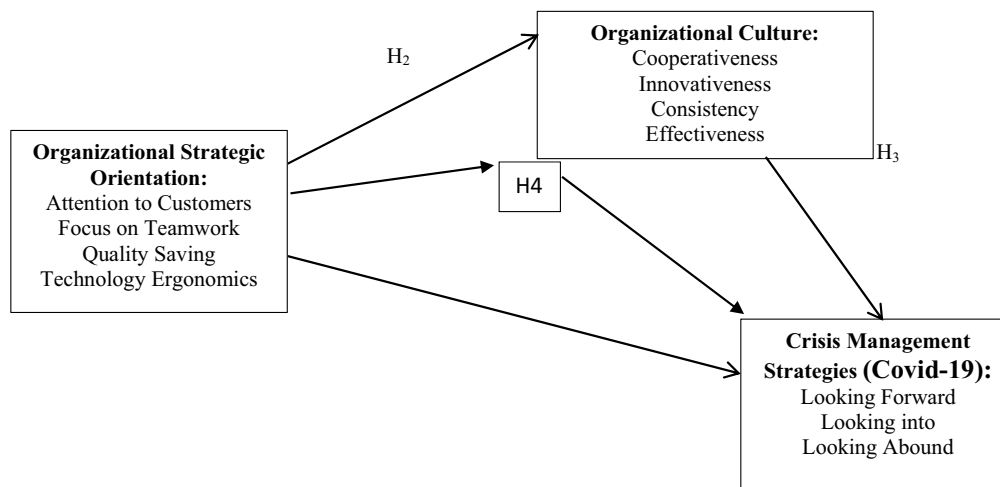 Organizational Culture:
Cooperativeness
Innovativeness
Consistency
Effectiveness
H2
H3
Organizational Strategic
Orientation:
Attention to Customers
Focus on Teamwork
Quality Saving
Technology Ergonomics
H4
Crisis Management
Strategies (Covid-19):
Looking Forward
Looking into
Looking Abound